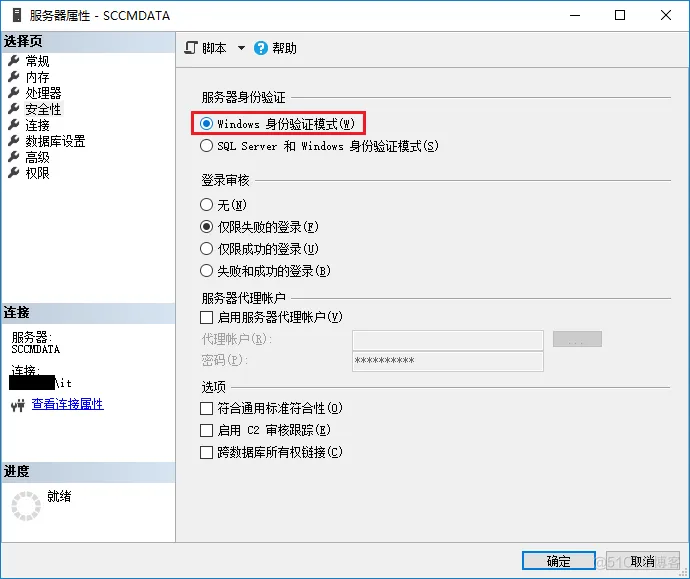 服务器属性 - SCCMDATA
选择页
常规
内存
处理器
安全性
连接
数据库设置
高级
权限
连接
服务器:
SCCMDATA
连接:
\it
查看连接属性
进度
就绪
脚本 帮助
服务器身份验证
Windows 身份验证模式(W)
SQL Server 和 Windows 身份验证模式(S)
登录审核
无(N)
仅限失败的登录(F)
仅限成功的登录(U)
失败和成功的登录(B)
服务器代理帐户
启用服务器代理帐户(V)
代理帐户(R):
...
密码(P):
**********
选项
符合通用标准符合性(O)
启用 C2 审核跟踪(E)
跨数据库所有权链接(C)
确定 取消